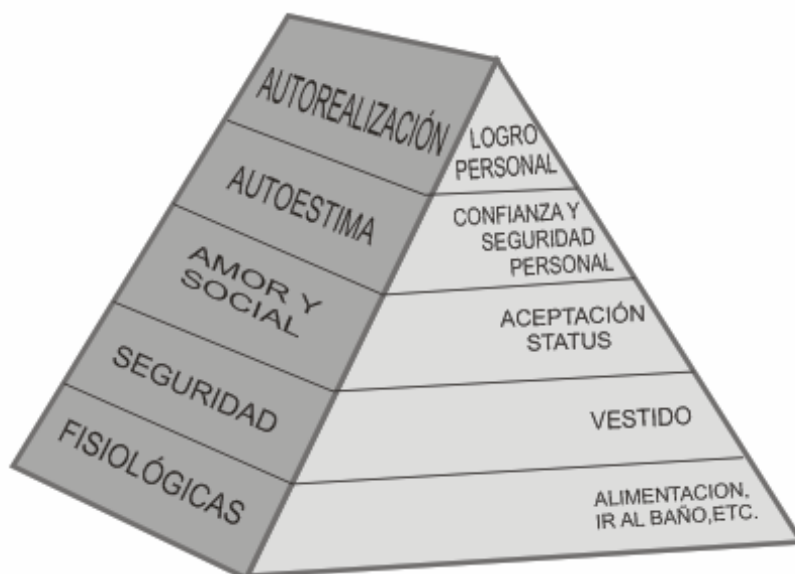 AUTOREALIZACIÓN
LOGRO
PERSONAL
AUTOESTIMA
CONFIANZA Y
SEGURIDAD
PERSONAL
AMOR Y
SOCIAL
ACEPTACIÓN
STATUS
SEGURIDAD
VESTIDO
FISIOLÓGICAS
ALIMENTACION,
IR AL BAÑO,ETC.